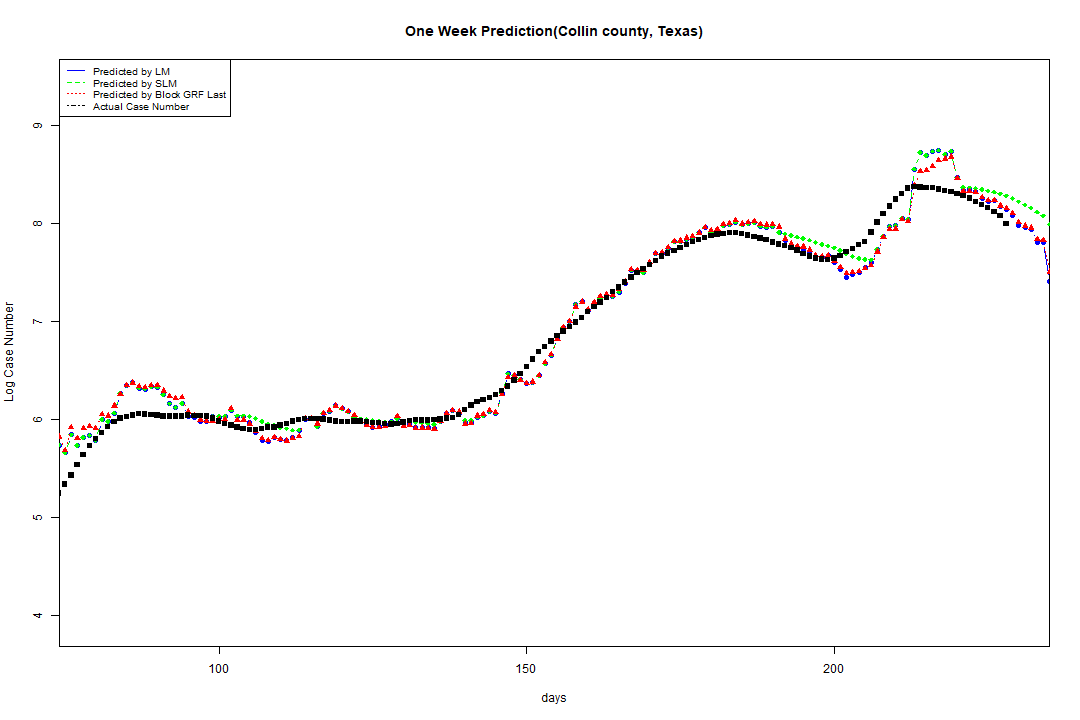 One Week Prediction(Collin county, Texas)
Predicted by LM
Predicted by SLM
Predicted by Block GRF Last
Actual Case Number
9
8
7
6
5
4
Log Case Number
100 150 200
days